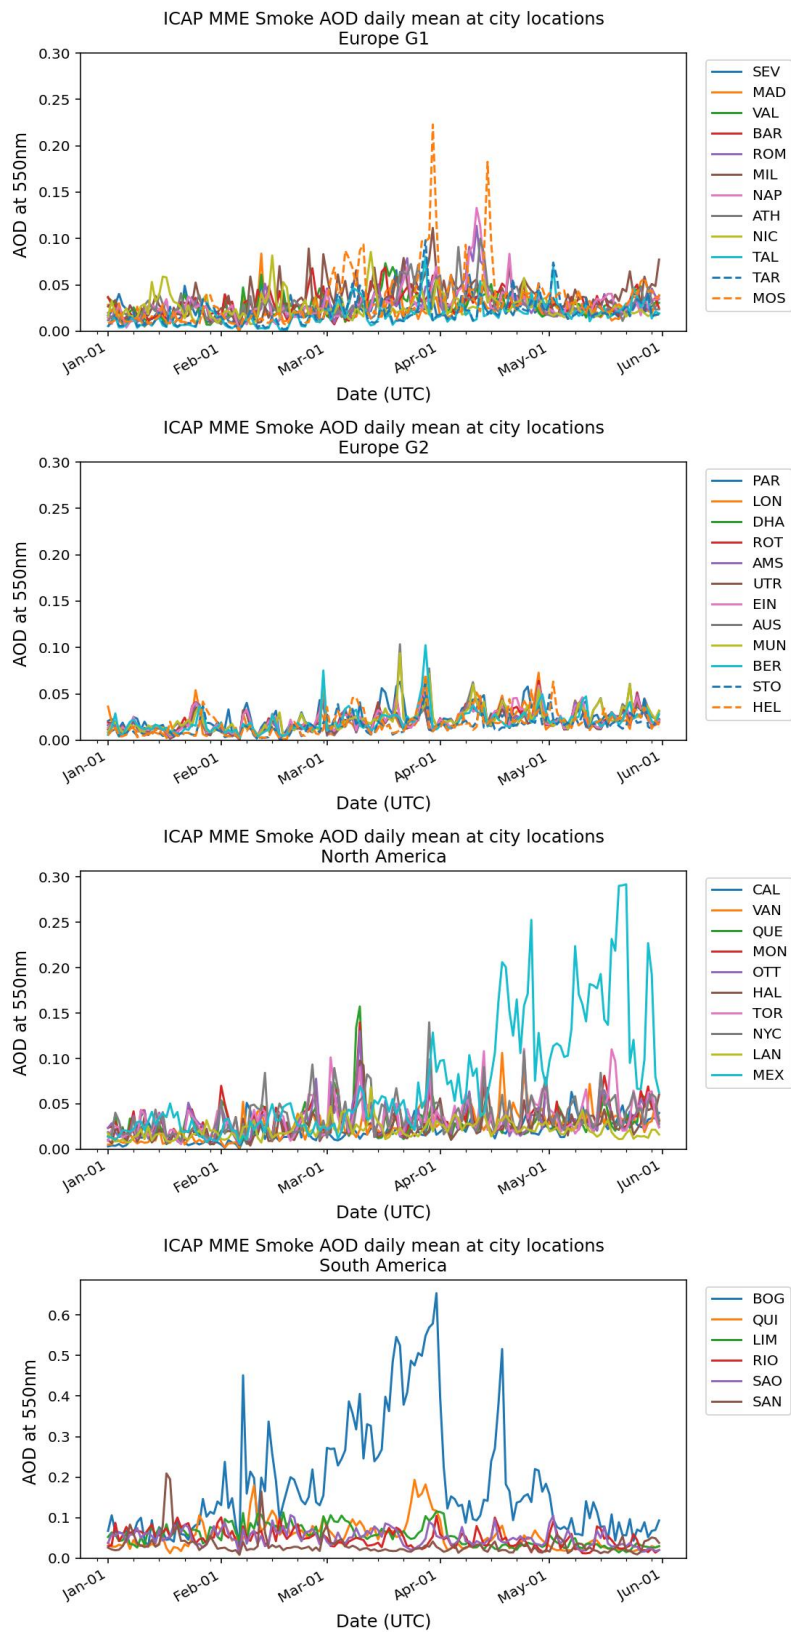 ICAP MME Smoke AOD daily mean at city locations
Europe G1
AOD at 550nm
0.30
0.25
0.20
0.15
0.10
0.05
0.00
Jan-01
Feb-01
Mar-01
Apr-01
May-01
Jun-01
Date (UTC)
SEV
MAD
VAL
BAR
ROM
MIL
NAP
ATH
NIC
TAL
TAR
MOS
ICAP MME Smoke AOD daily mean at city locations
Europe G2
AOD at 550nm
0.30
0.25
0.20
0.15
0.10
0.05
0.00
Jan-01
Feb-01
Mar-01
Apr-01
May-01
Jun-01
Date (UTC)
PAR
LON
DHA
ROT
AMS
UTR
EIN
AUS
MUN
BER
STO
HEL
ICAP MME Smoke AOD daily mean at city locations
North America
AOD at 550nm
0.30
0.25
0.20
0.15
0.10
0.05
0.00
Jan-01
Feb-01
Mar-01
Apr-01
May-01
Jun-01
Date (UTC)
CAL
VAN
QUE
MON
OTT
HAL
TOR
NYC
LAN
MEX
ICAP MME Smoke AOD daily mean at city locations
South America
AOD at 550nm
0.6
0.5
0.4
0.3
0.2
0.1
0.0
Jan-01
Feb-01
Mar-01
Apr-01
May-01
Jun-01
Date (UTC)
BOG
QUI
LIM
RIO
SAO
SAN